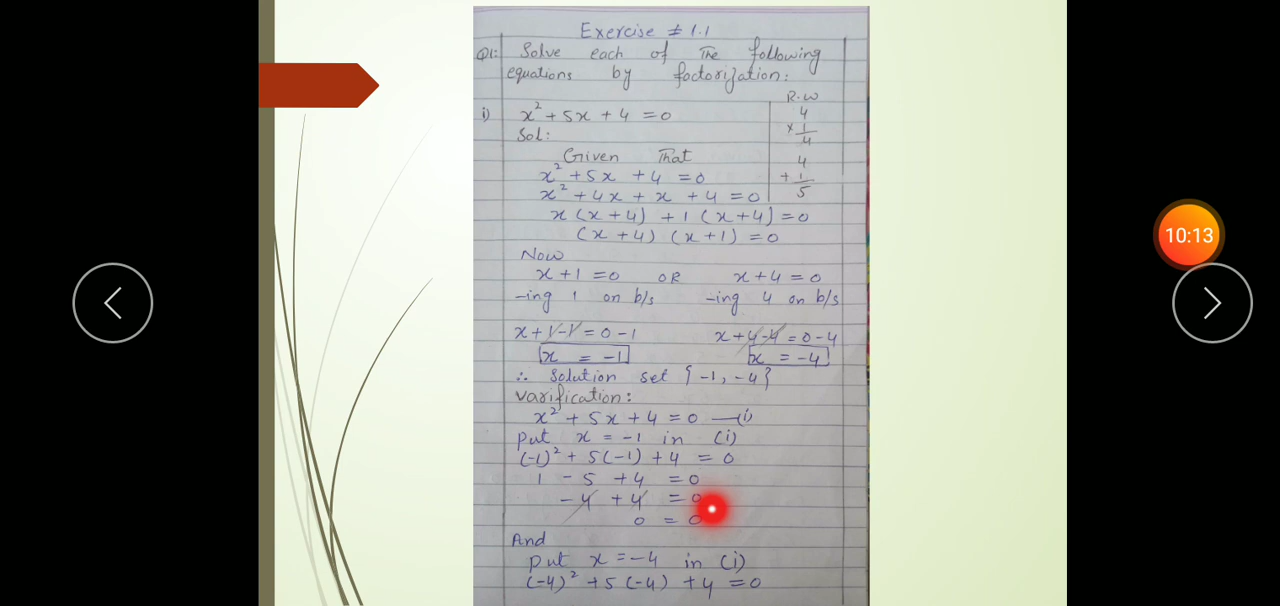 Exercise ≠ 1.1
Q1: Solve each of The following
equations by factorization:
R.W
i) x² + 5x + 4 = 0
4
× 1
4
Sol:
Given That
4
+ 1
5
x² + 5x + 4 = 0
x² + 4x + x + 4 = 0
x (x + 4) + 1 (x + 4) = 0
(x + 4) (x + 1) = 0
Now
x + 1 = 0 OR x + 4 = 0
-ing 1 on b/s -ing 4 on b/s
x + 1 - 1 = 0 - 1 x + 4 - 4 = 0 - 4
x = -1 x = -4
∴ Solution set { -1, -4 }
Varification:
x² + 5x + 4 = 0 —(i)
Put x = -1 in (i)
(-1)² + 5(-1) + 4 = 0
1 - 5 + 4 = 0
- 4 + 4 = 0
0 = 0
And
Put x = -4 in (i)
(-4)² + 5 (-4) + 4 = 0
10:13